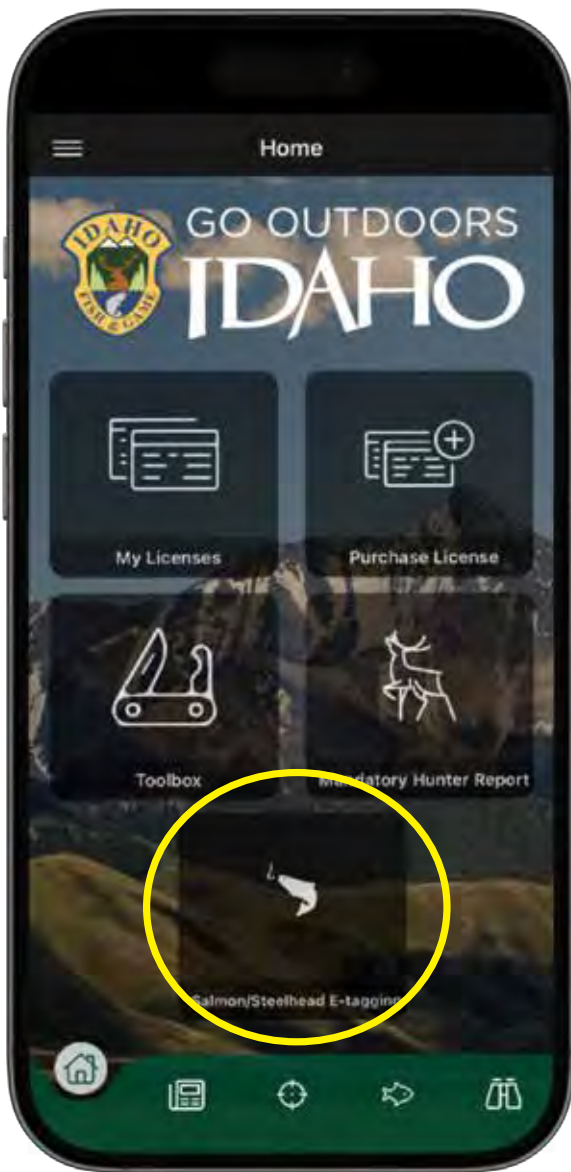 Home
GO OUTDOORS
IDAHO
IDAHO
FISH & GAME
My Licenses
Purchase License
Toolbox
Mandatory Hunter Report
Salmon/Steelhead E-tagging